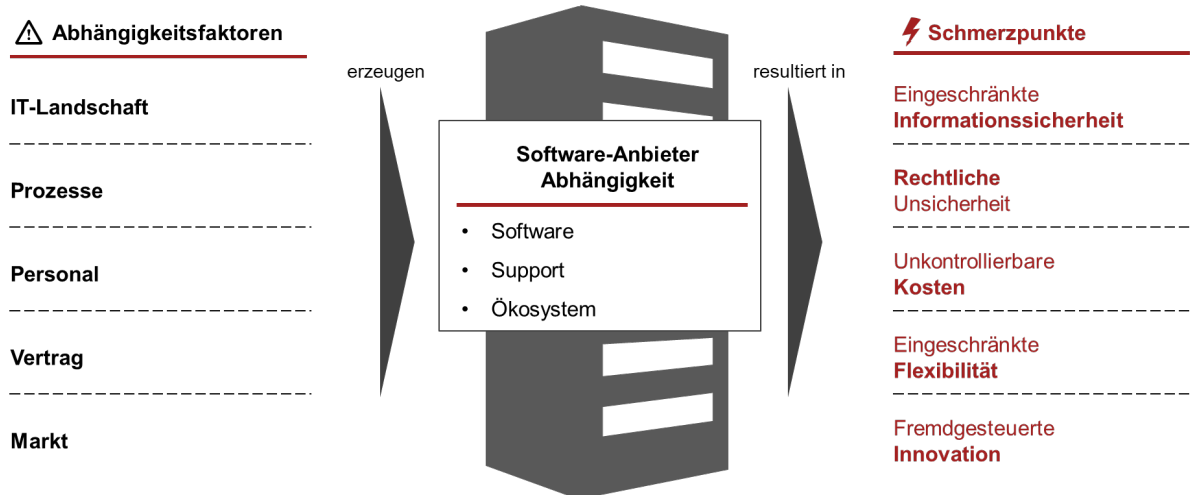 Abhängigkeitsfaktoren
IT-Landschaft
Prozesse
Personal
Vertrag
Markt
erzeugen
Software-Anbieter
Abhängigkeit
• Software
• Support
• Ökosystem
resultiert in
Schmerzpunkte
Eingeschränkte
Informationssicherheit
Rechtliche
Unsicherheit
Unkontrollierbare
Kosten
Eingeschränkte
Flexibilität
Fremdgesteuerte
Innovation